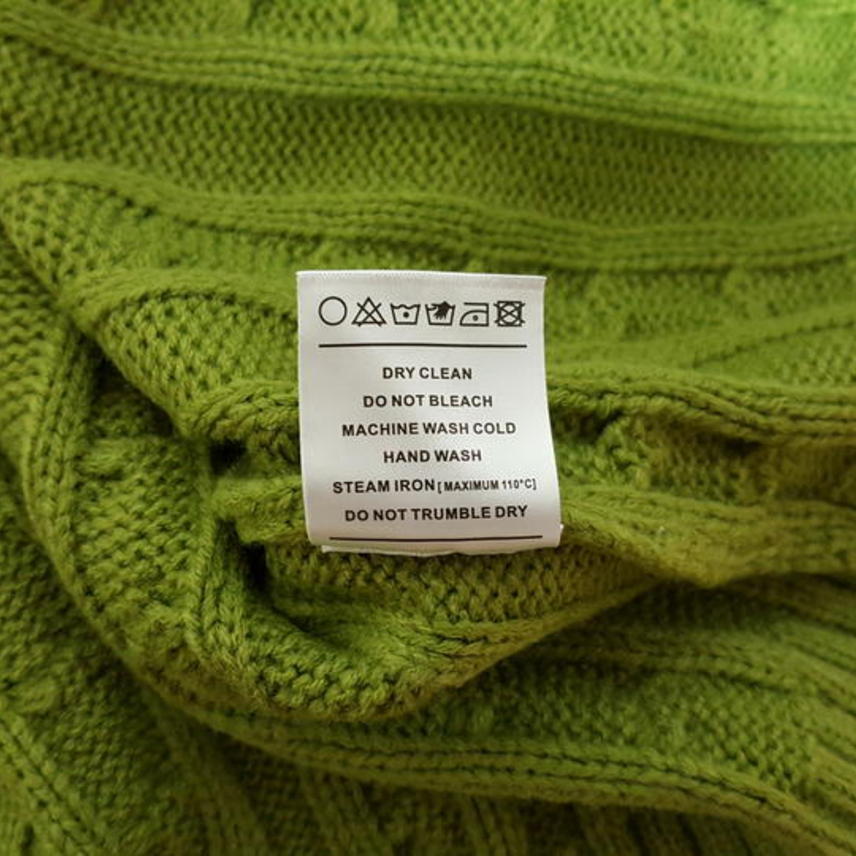 DRY CLEAN
DO NOT BLEACH
MACHINE WASH COLD
HAND WASH
STEAM IRON [MAXIMUM 110°C]
DO NOT TRUMBLE DRY